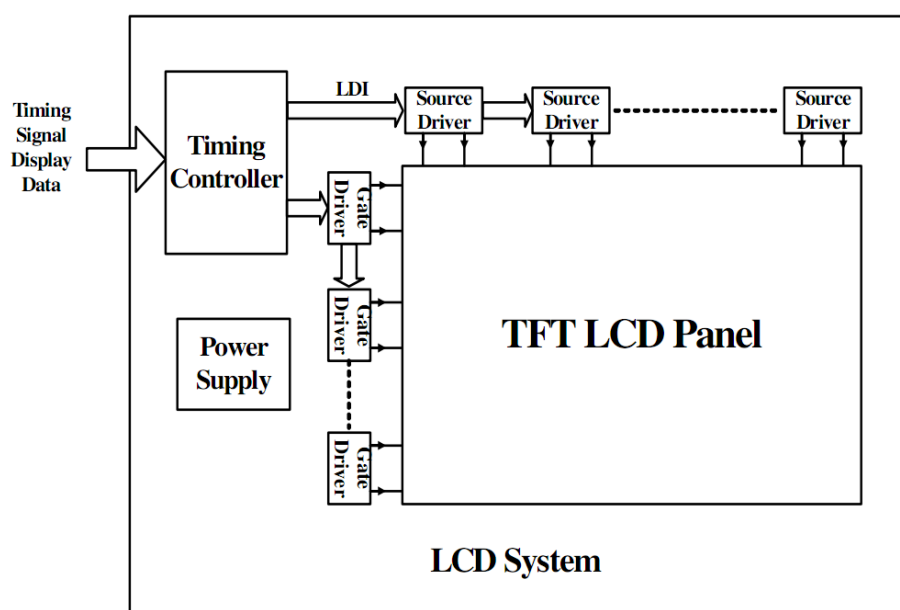 Timing
Signal
Display
Data
Timing
Controller
LDI
Source
Driver
Source
Driver
Source
Driver
Gate
Driver
Gate
Driver
Gate
Driver
Power
Supply
TFT LCD Panel
LCD System